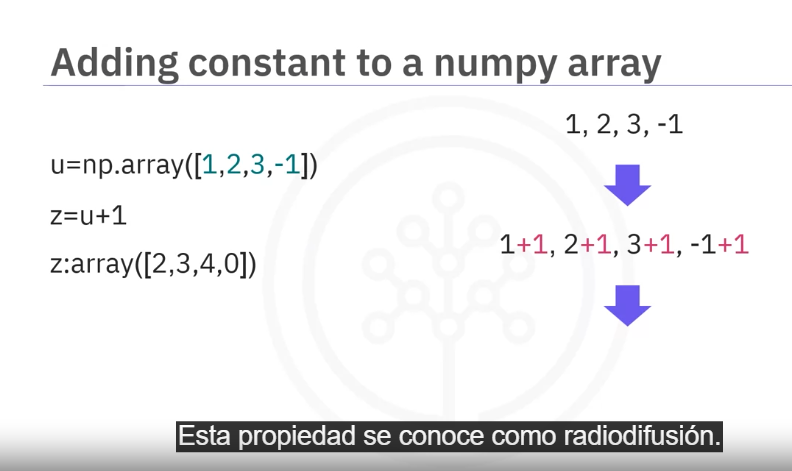 Adding constant to a numpy array
1, 2, 3, -1
u=np.array([1,2,3,-1])
z=u+1
1+1, 2+1, 3+1, -1+1
z:array([2,3,4,0])
Esta propiedad se conoce como radiodifusión.